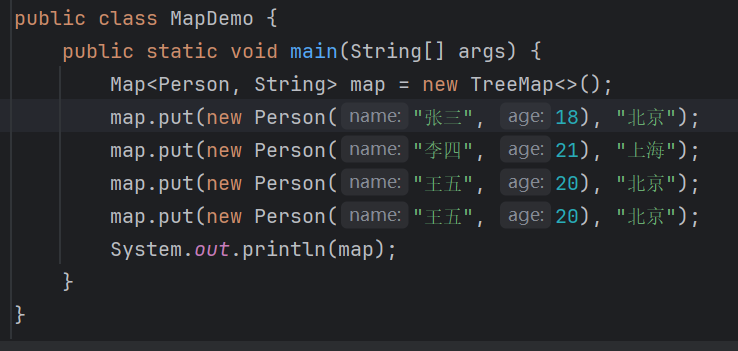 public class MapDemo {
    public static void main(String[] args) {
        Map<Person, String> map = new TreeMap<>();
        map.put(new Person( name: "张三", age: 18), "北京");
        map.put(new Person( name: "李四", age: 21), "上海");
        map.put(new Person( name: "王五", age: 20), "北京");
        map.put(new Person( name: "王五", age: 20), "北京");
        System.out.println(map);
    }
}